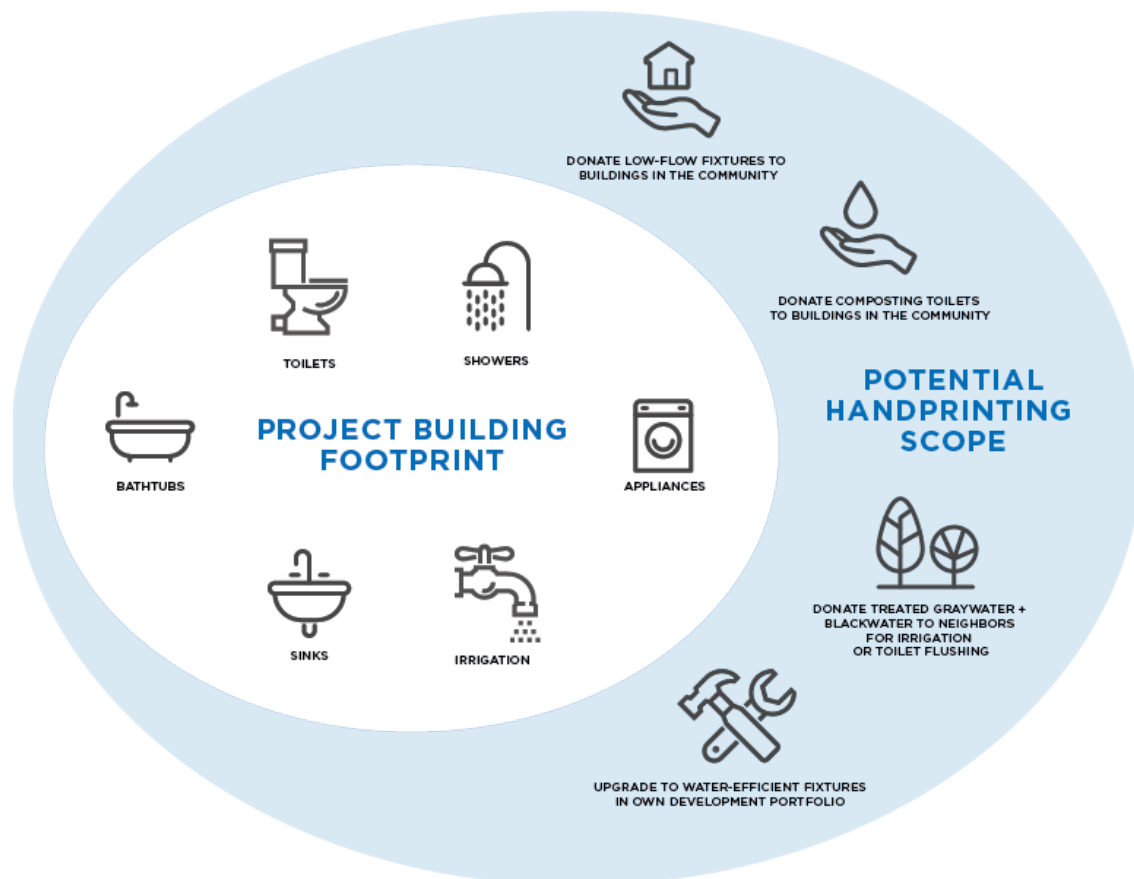 DONATE LOW-FLOW FIXTURES TO
BUILDINGS IN THE COMMUNITY
DONATE COMPOSTING TOILETS
TO BUILDINGS IN THE COMMUNITY
TOILETS
SHOWERS
POTENTIAL
HANDPRINTING
SCOPE
PROJECT BUILDING
FOOTPRINT
BATHTUBS
APPLIANCES
SINKS
IRRIGATION
DONATE TREATED GRAYWATER +
BLACKWATER TO NEIGHBORS
FOR IRRIGATION
OR TOILET FLUSHING
UPGRADE TO WATER-EFFICIENT FIXTURES
IN OWN DEVELOPMENT PORTFOLIO